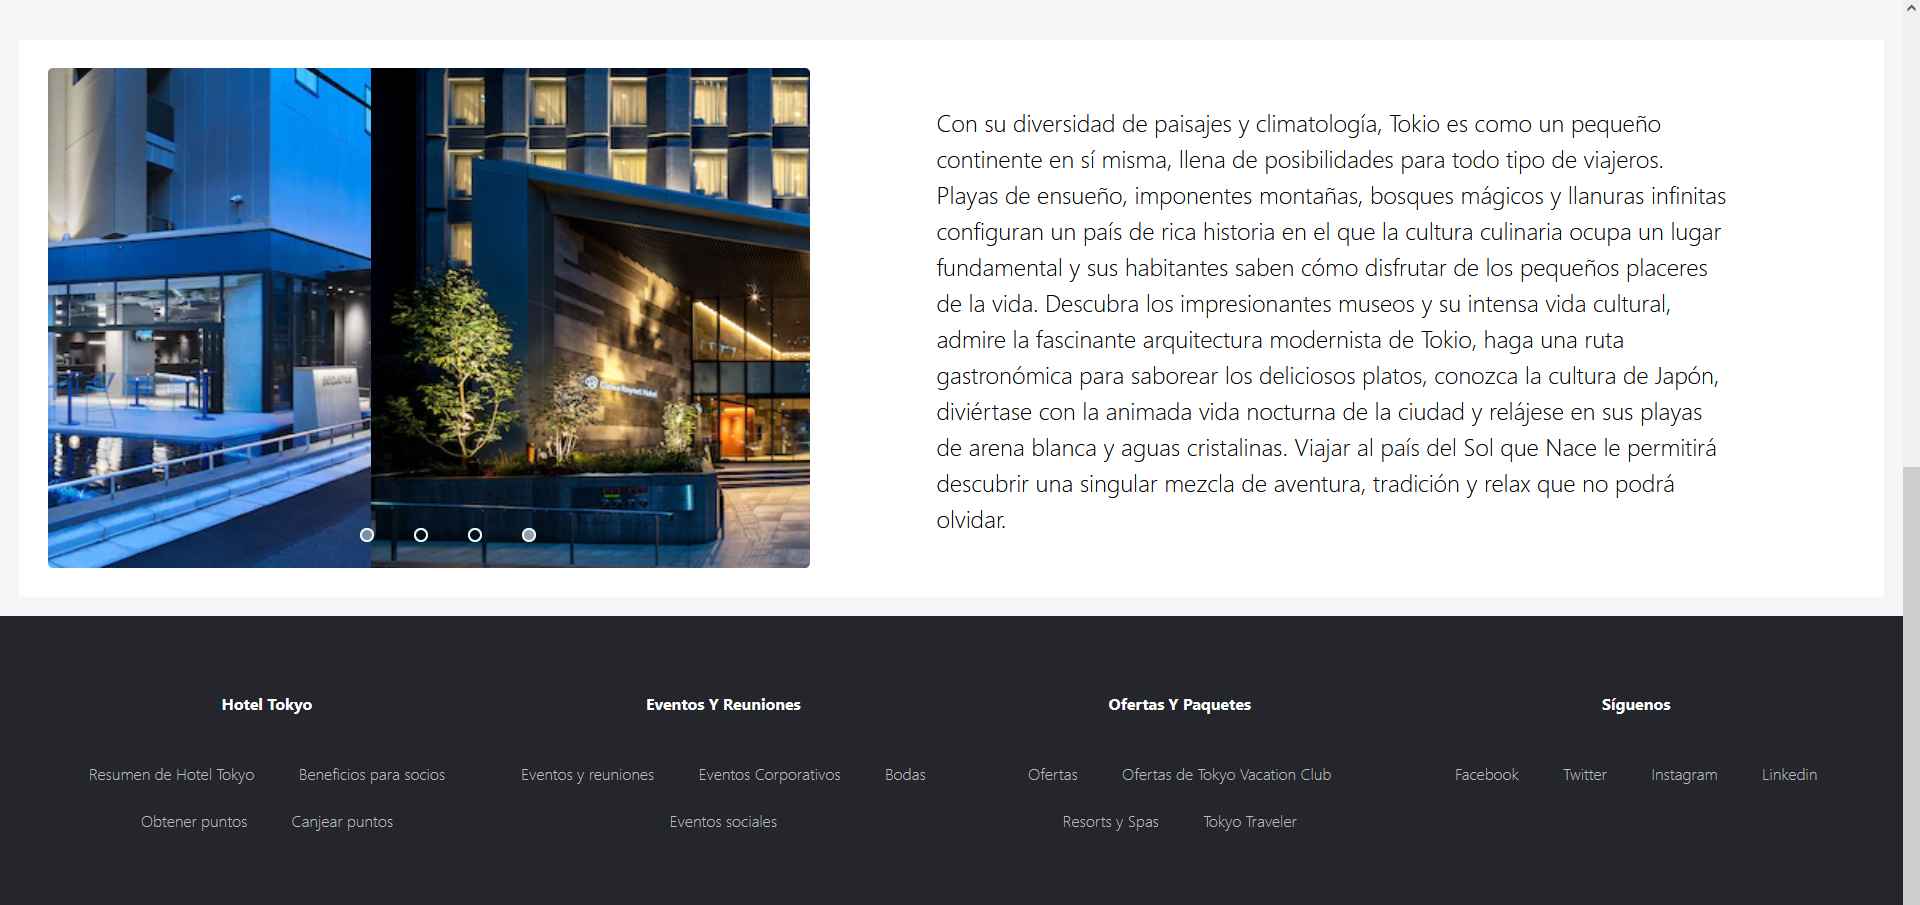 Con su diversidad de paisajes y climatología, Tokio es como un pequeño
continente en sí misma, llena de posibilidades para todo tipo de viajeros.
Playas de ensueño, imponentes montañas, bosques mágicos y llanuras infinitas
configuran un país de rica historia en el que la cultura culinaria ocupa un lugar
fundamental y sus habitantes saben cómo disfrutar de los pequeños placeres
de la vida. Descubra los impresionantes museos y su intensa vida cultural,
admire la fascinante arquitectura modernista de Tokio, haga una ruta
gastronómica para saborear los deliciosos platos, conozca la cultura de Japón,
diviértase con la animada vida nocturna de la ciudad y relájese en sus playas
de arena blanca y aguas cristalinas. Viajar al país del Sol que Nace le permitirá
descubrir una singular mezcla de aventura, tradición y relax que no podrá
olvidar.
Hotel Tokyo
Resumen de Hotel Tokyo Beneficios para socios
Obtener puntos Canjear puntos
Eventos Y Reuniones
Eventos y reuniones Eventos Corporativos Bodas
Eventos sociales
Ofertas Y Paquetes
Ofertas Ofertas de Tokyo Vacation Club
Resorts y Spas Tokyo Traveler
Síguenos
Facebook Twitter Instagram Linkedin